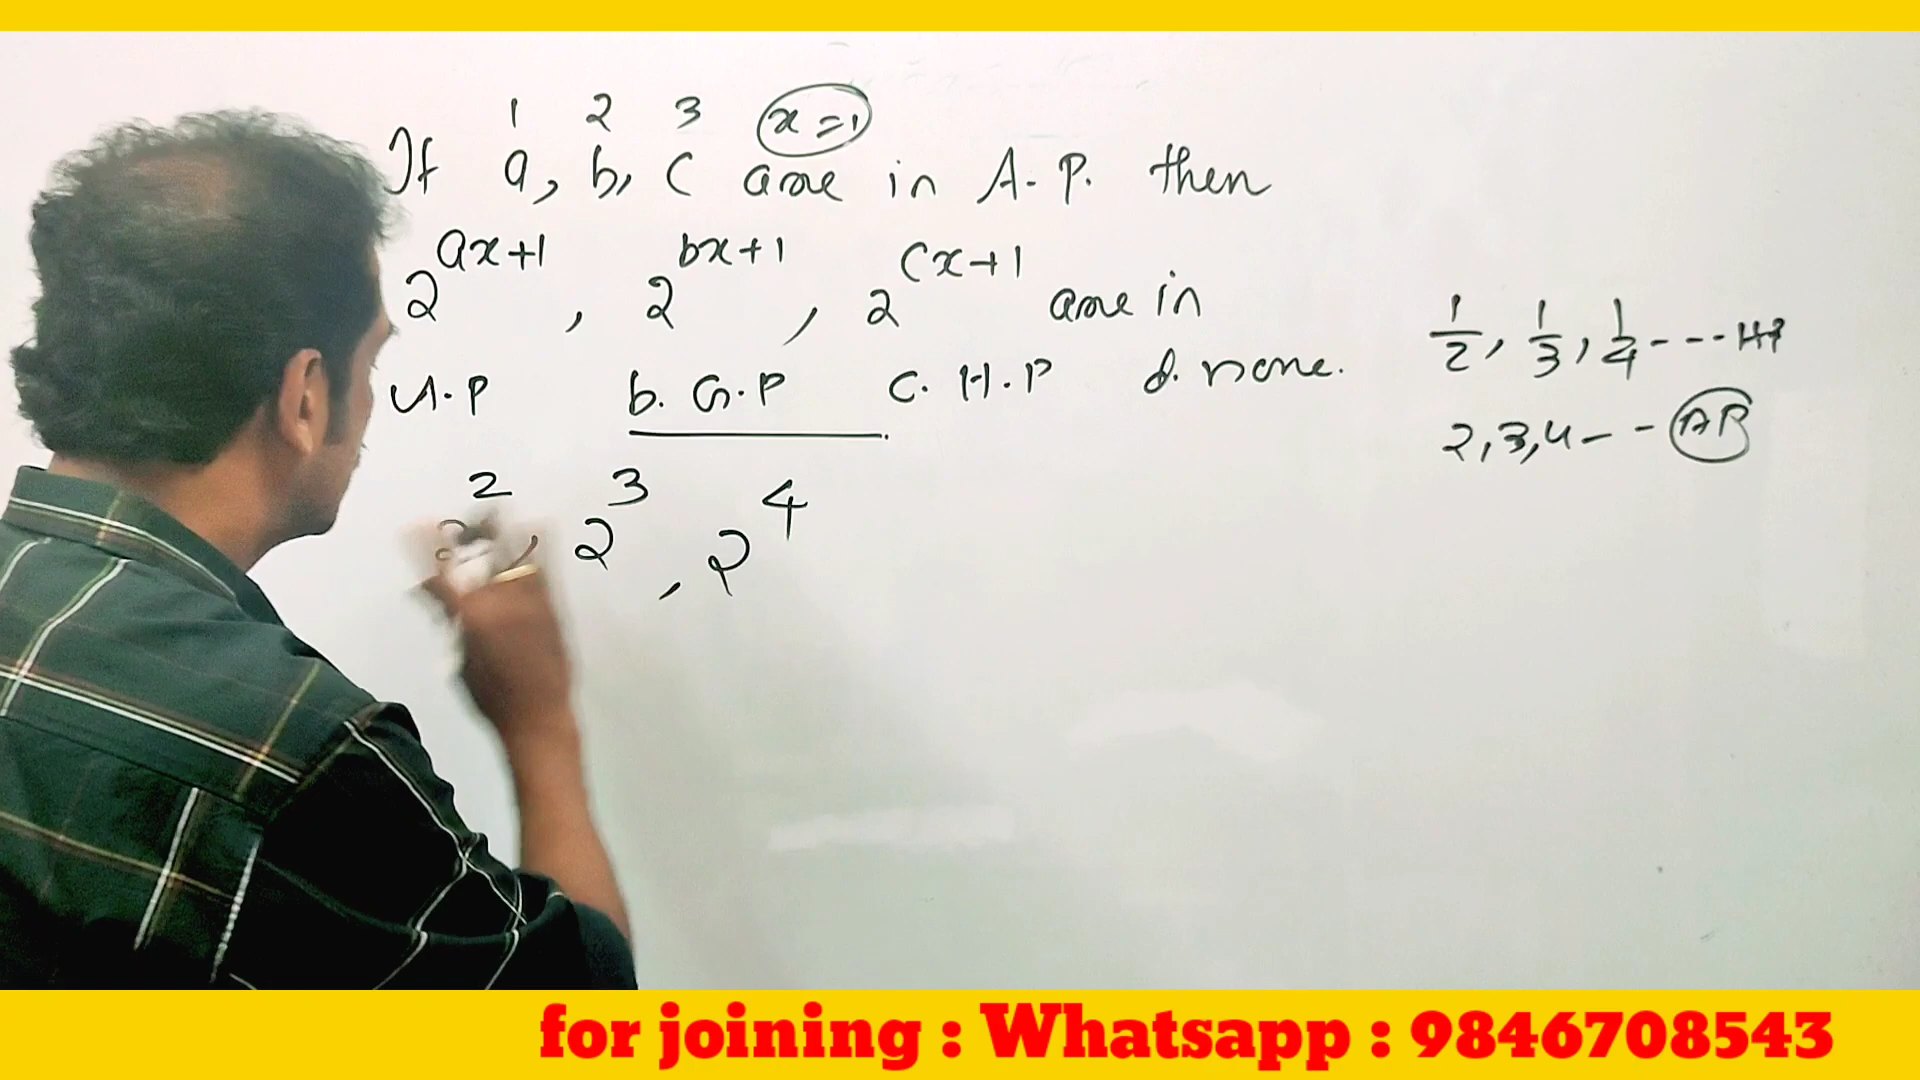 1 2 3 x=1
If a, b, c are in A.P. then
2^{ax+1}, 2^{bx+1}, 2^{cx+1} are in
A.P b. G.P c. H.P d. none.
2^2, 2^3, 2^4
1/2, 1/3, 1/4 - - - HP
2, 3, 4 - - AP
for joining : Whatsapp : 9846708543